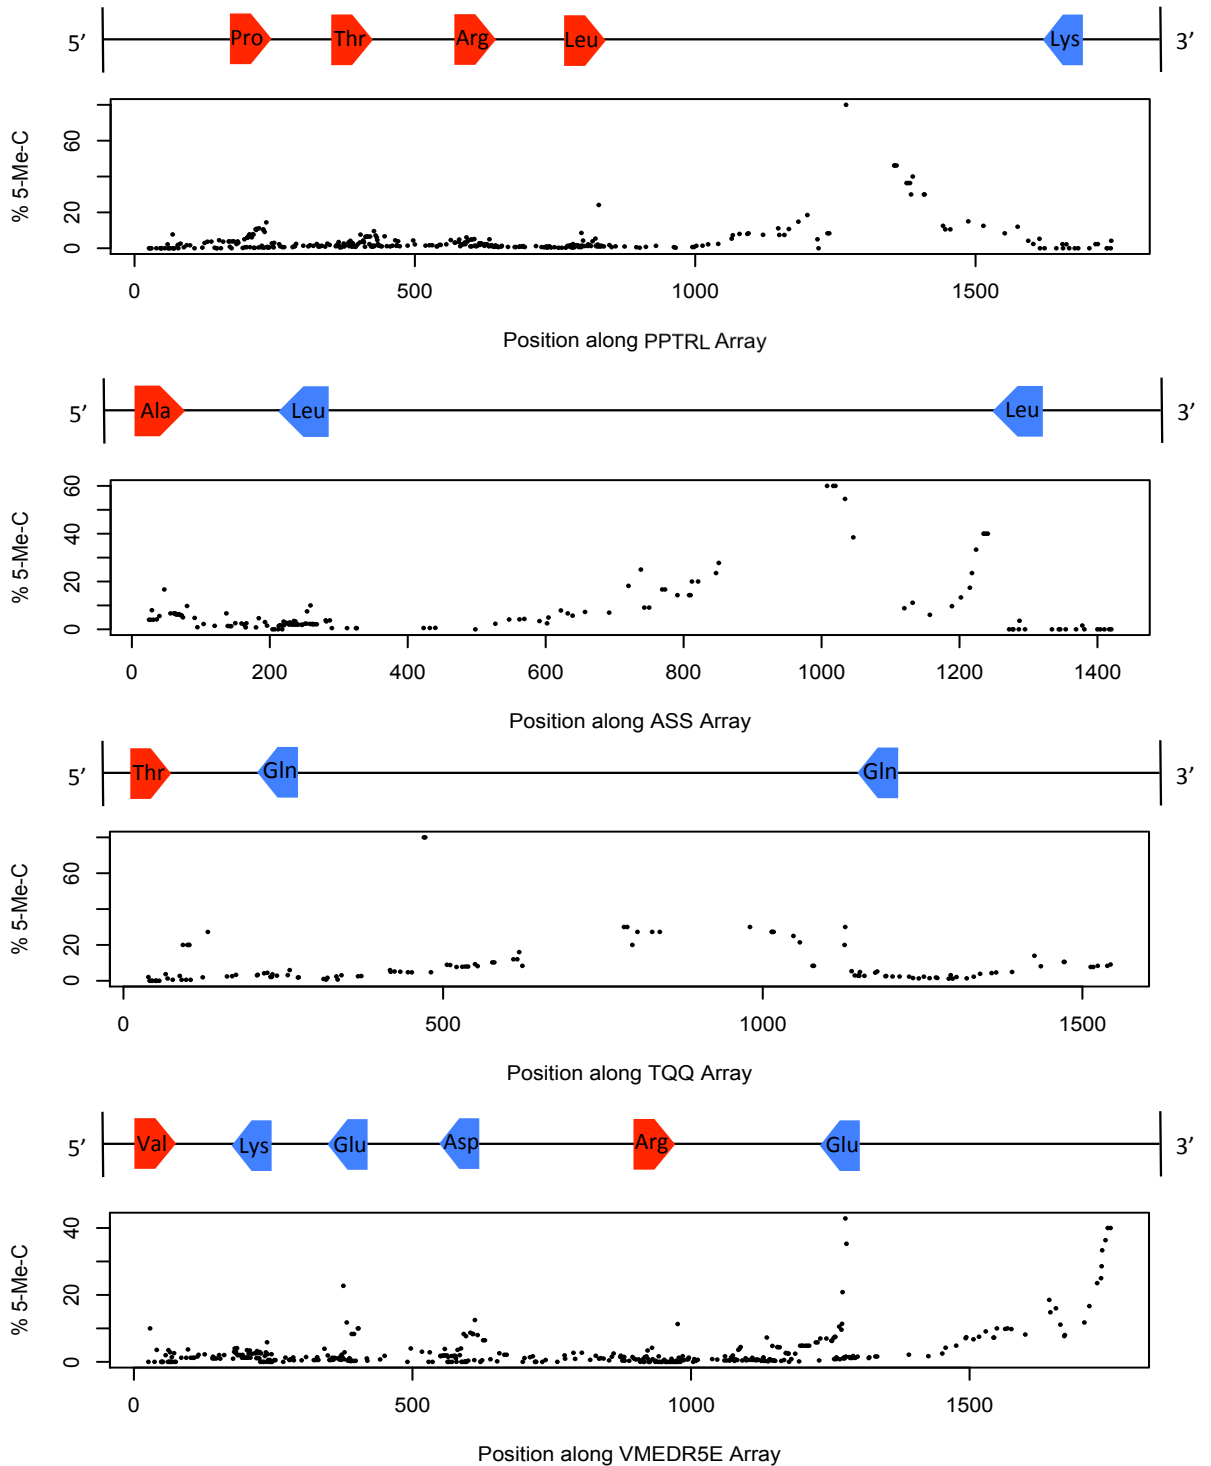 5' Pro Thr Arg Leu Lys 3'
% 5-Me-C
60
20
0
0 500 1000 1500
Position along PPTRL Array
5' Ala Leu Leu 3'
% 5-Me-C
60
40
20
0
0 200 400 600 800 1000 1200 1400
Position along ASS Array
5' Thr Gln Gln 3'
% 5-Me-C
60
20
0
0 500 1000 1500
Position along TQQ Array
5' Val Lys Glu Asp Arg Glu 3'
% 5-Me-C
40
20
0
0 500 1000 1500
Position along VMEDR5E Array